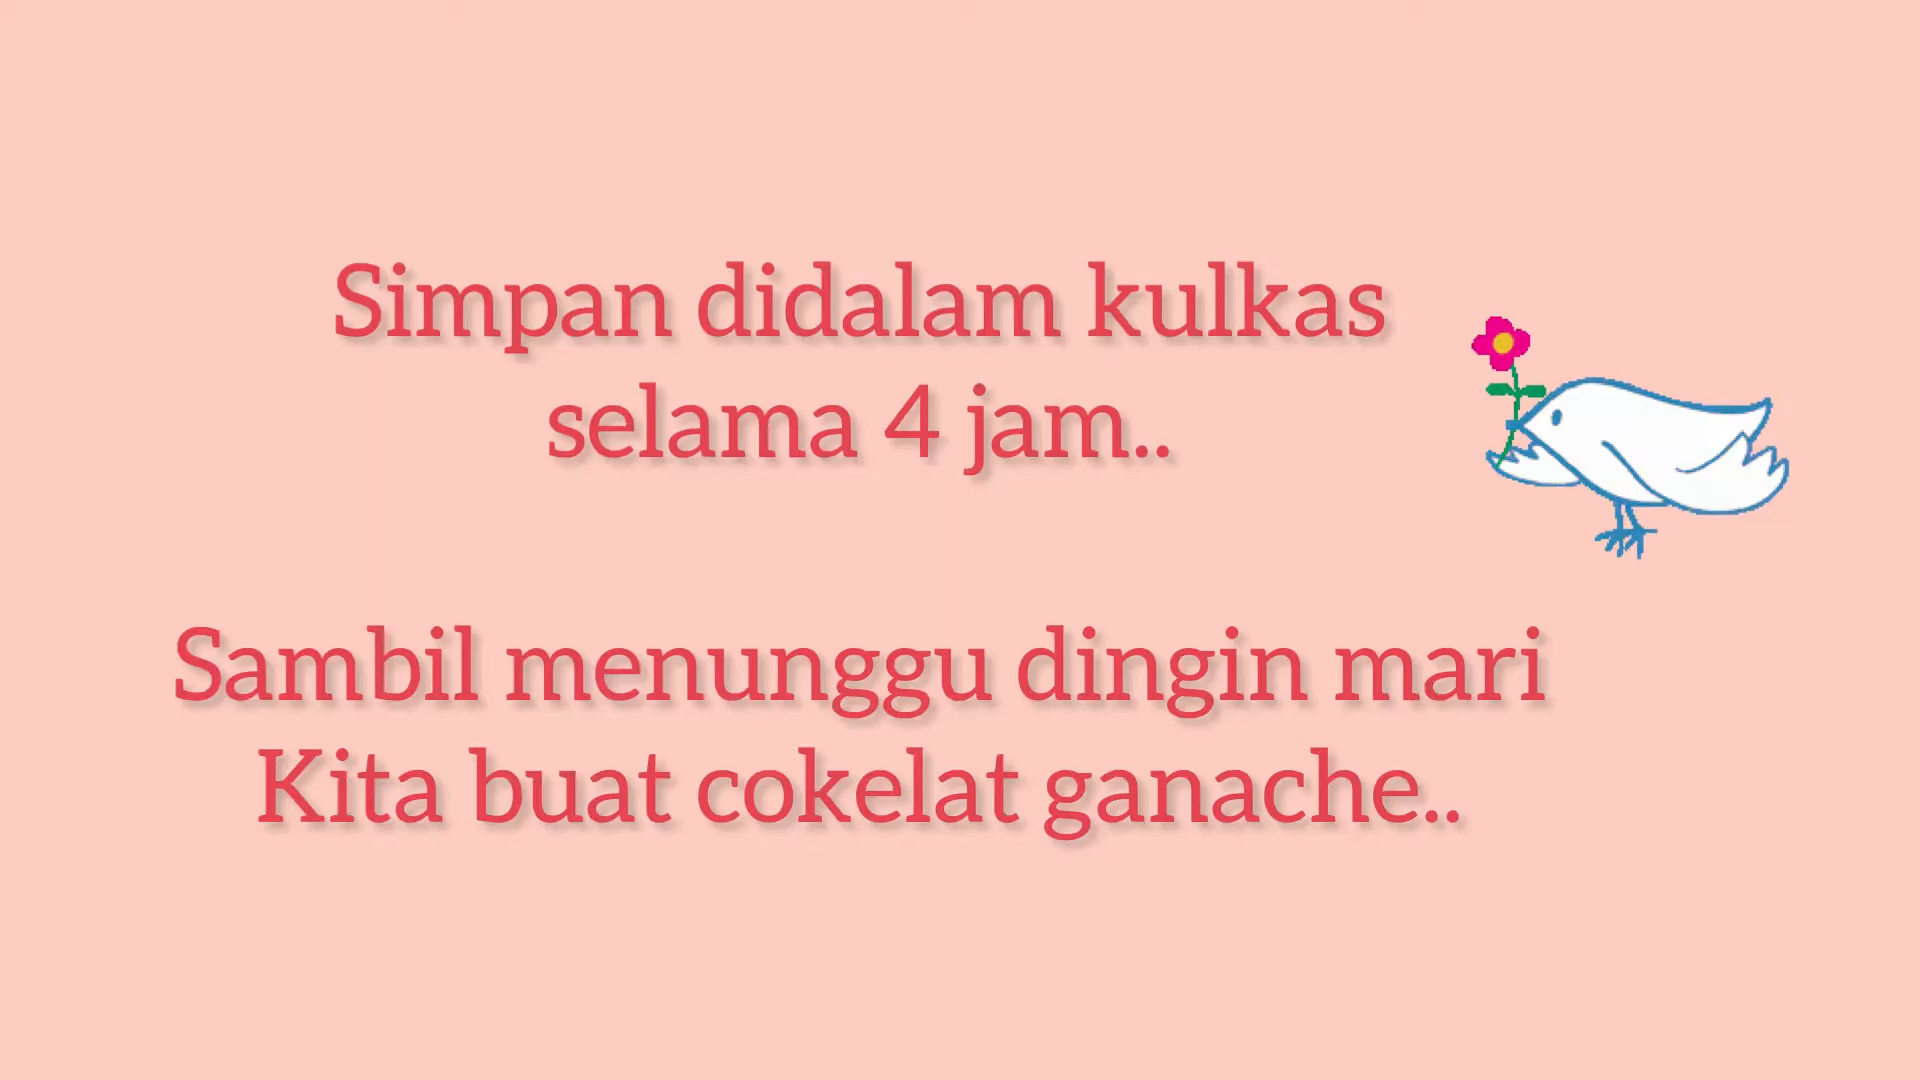 Simpan didalam kulkas
selama 4 jam..
Sambil menunggu dingin mari
Kita buat cokelat ganache..